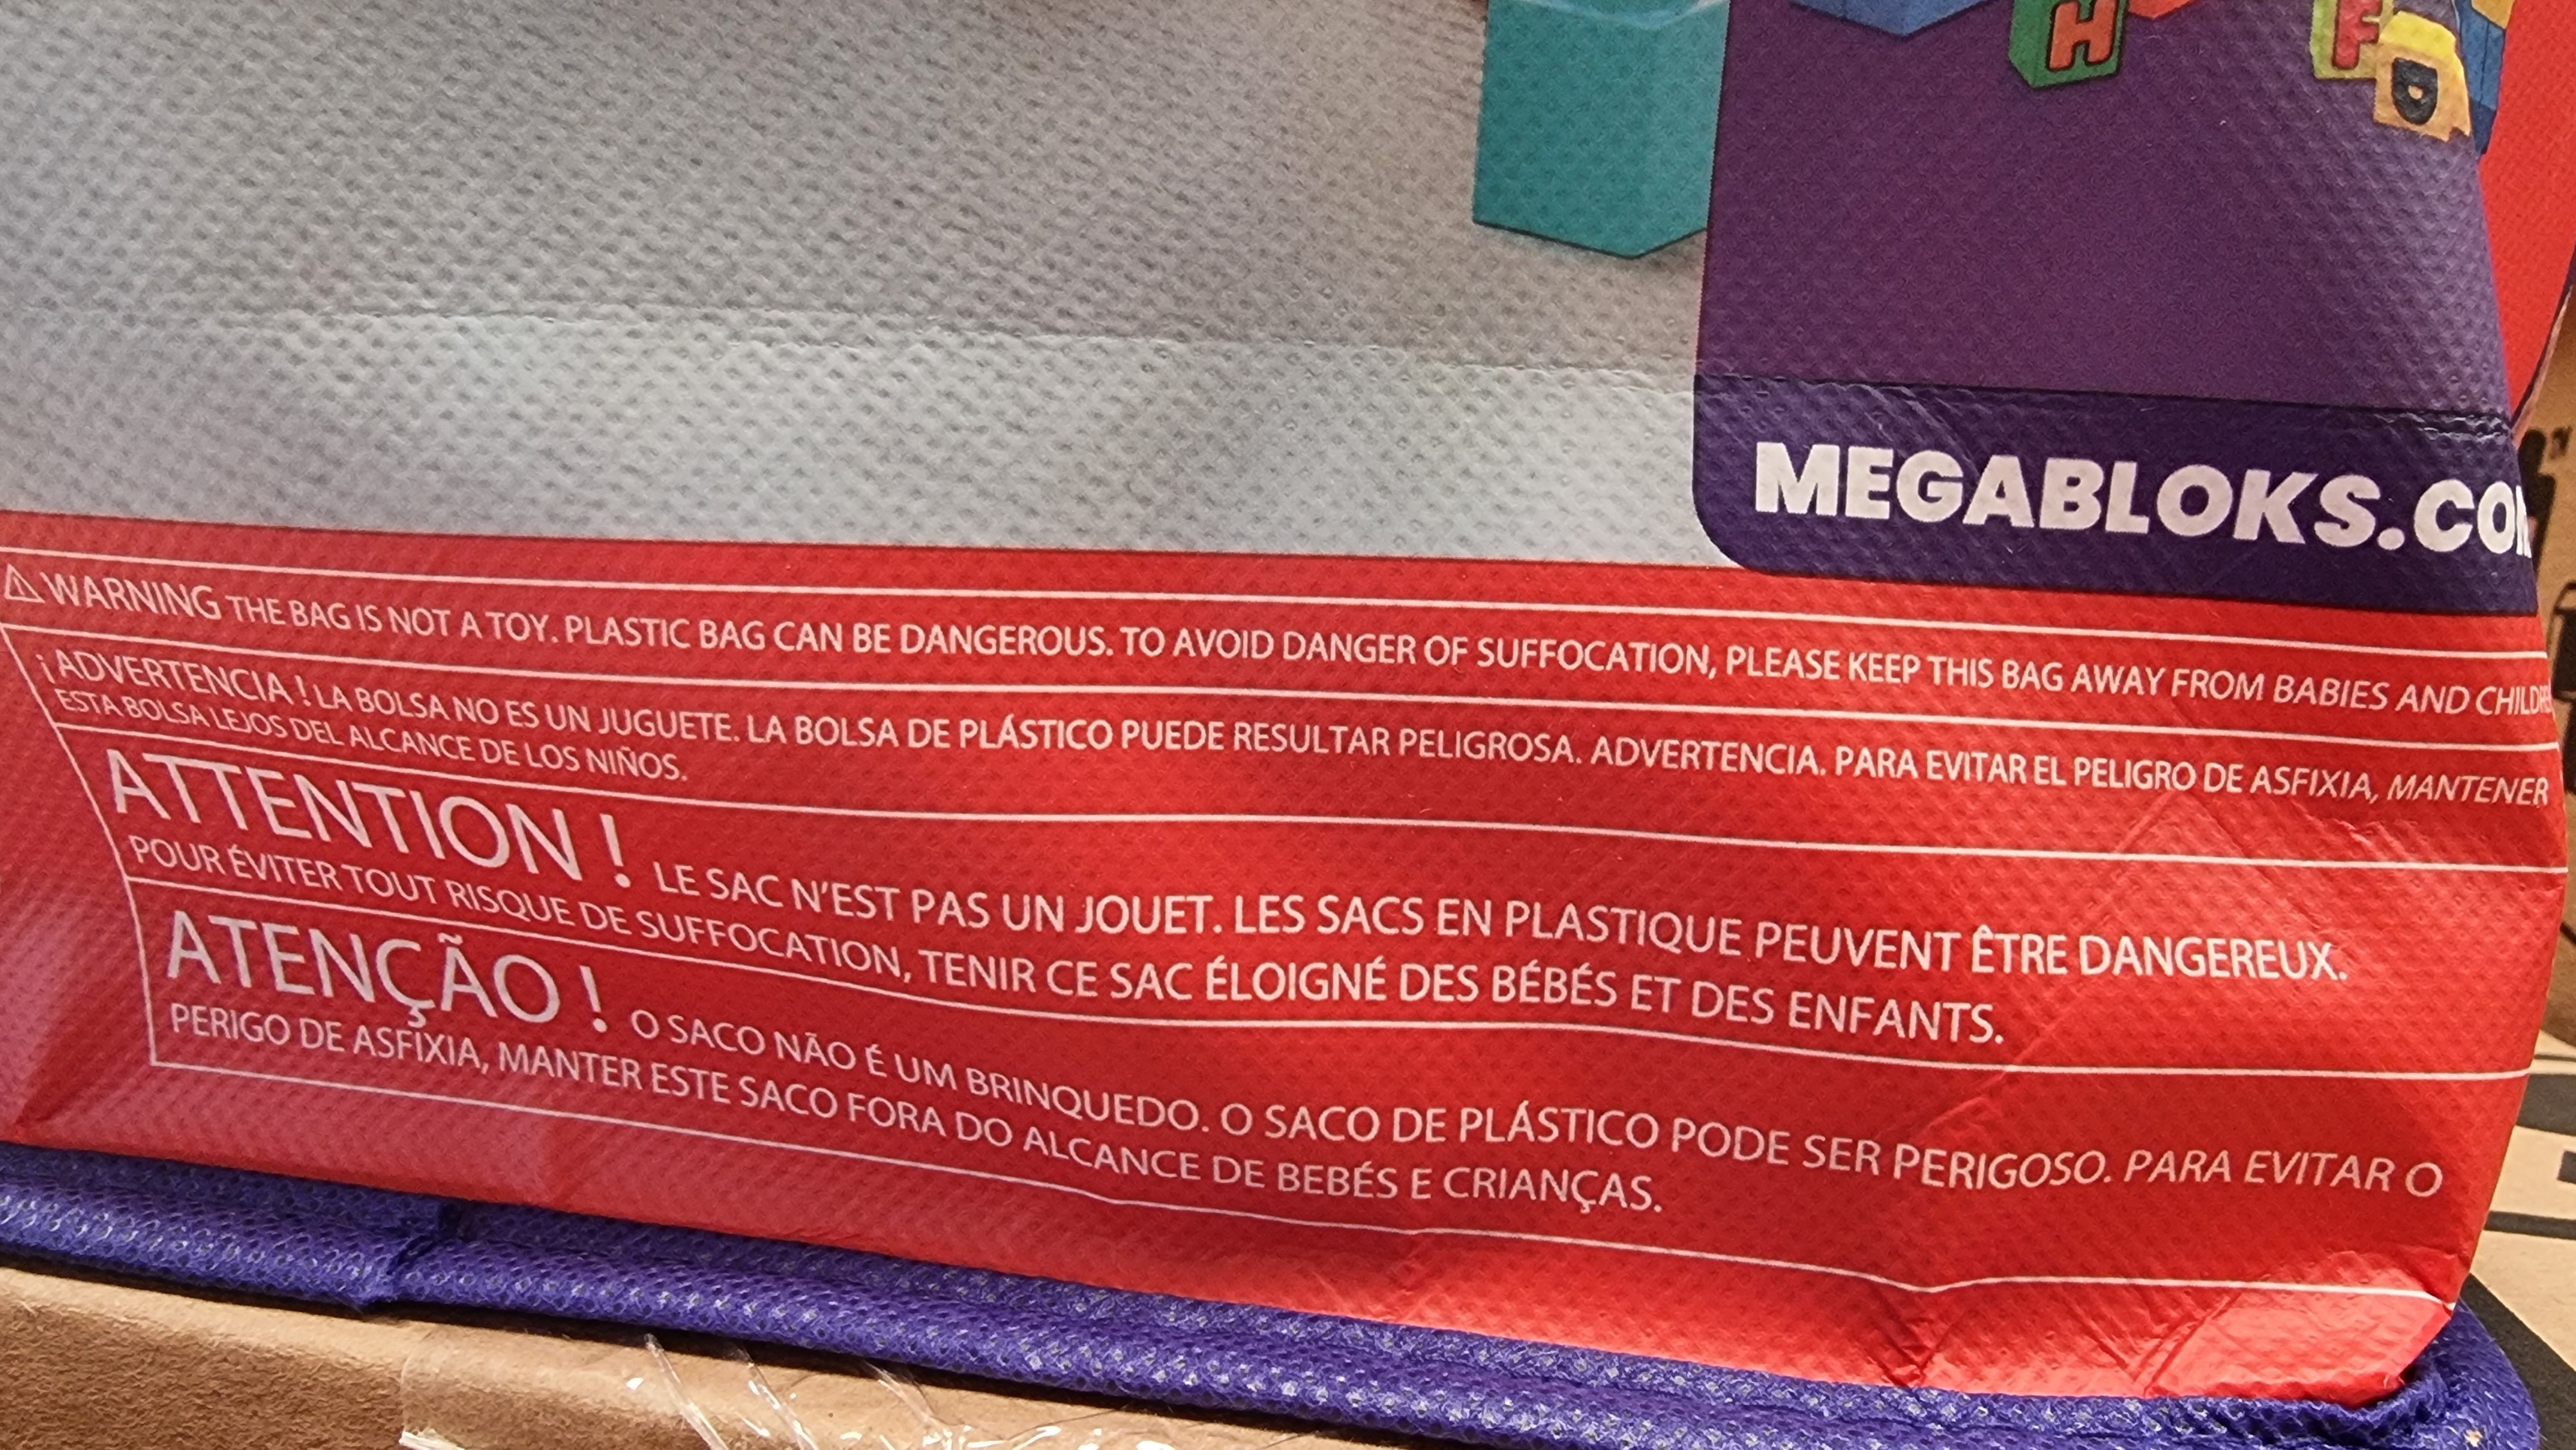 H
F
D
MEGABLOKS.CO
⚠ WARNING THE BAG IS NOT A TOY. PLASTIC BAG CAN BE DANGEROUS. TO AVOID DANGER OF SUFFOCATION, PLEASE KEEP THIS BAG AWAY FROM BABIES AND
¡ADVERTENCIA ! LA BOLSA NO ES UN JUGUETE. LA BOLSA DE PLÁSTICO PUEDE RESULTAR PELIGROSA. ADVERTENCIA. PARA EVITAR EL PELIGRO DE ASFIXIA, MANTENER
ESTA BOLSA LEJOS DEL ALCANCE DE LOS NIÑOS.
ATTENTION ! LE SAC N'EST PAS UN JOUET. LES SACS EN PLASTIQUE PEUVENT ÊTRE DANGEREUX.
POUR ÉVITER TOUT RISQUE DE SUFFOCATION, TENIR CE SAC ÉLOIGNÉ DES BÉBÉS ET DES ENFANTS.
ATENÇÃO ! O SACO NÃO É UM BRINQUEDO. O SACO DE PLÁSTICO PODE SER PERIGOSO. PARA EVITAR O
PERIGO DE ASFIXIA, MANTER ESTE SACO FORA DO ALCANCE DE BEBÉS E CRIANÇAS.